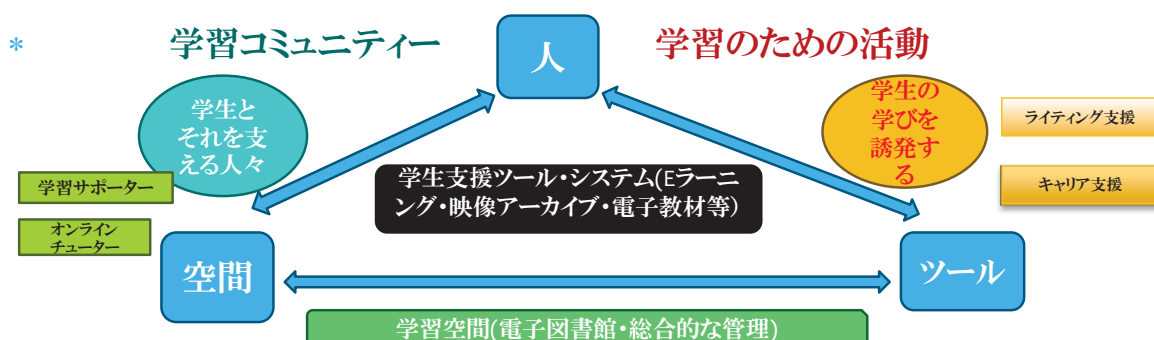 *
学習コミュニティー
人
学習のための活動
学生と
それを支
える人々
学生の
学びを
誘発す
る
ライティング支援
学習サポーター
学生支援ツール・システム(Eラーニ
ング・映像アーカイブ・電子教材等)
キャリア支援
オンライン
チューター
空間
ツール
学習空間(電子図書館・総合的な管理)